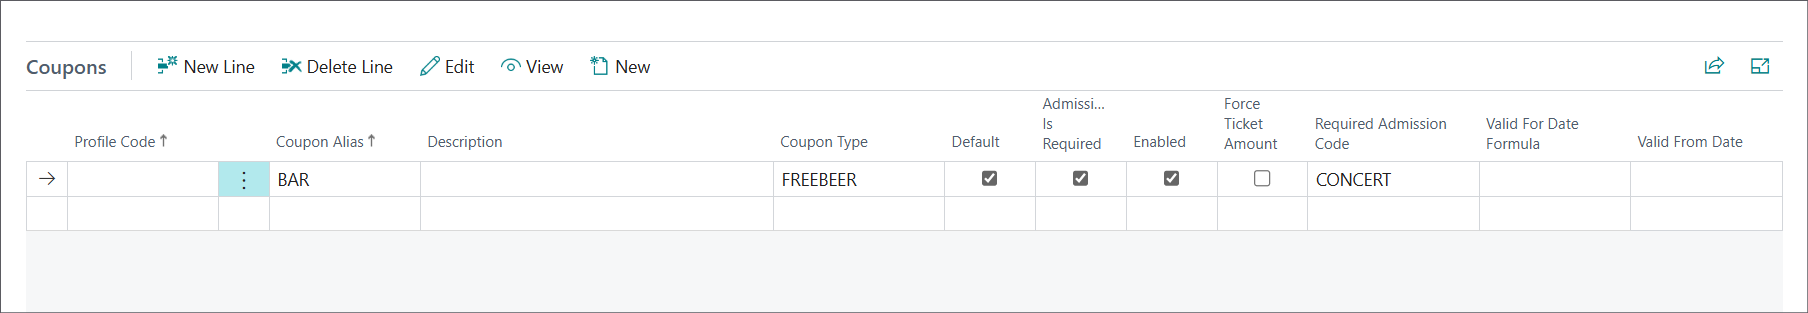 Coupons New Line Delete Line Edit View New
Profile Code Coupon Alias Description Coupon Type Default Admissi... Is Required Enabled Force Ticket Amount Required Admission Code Valid For Date Formula Valid From Date
BAR FREEBEER CONCERT